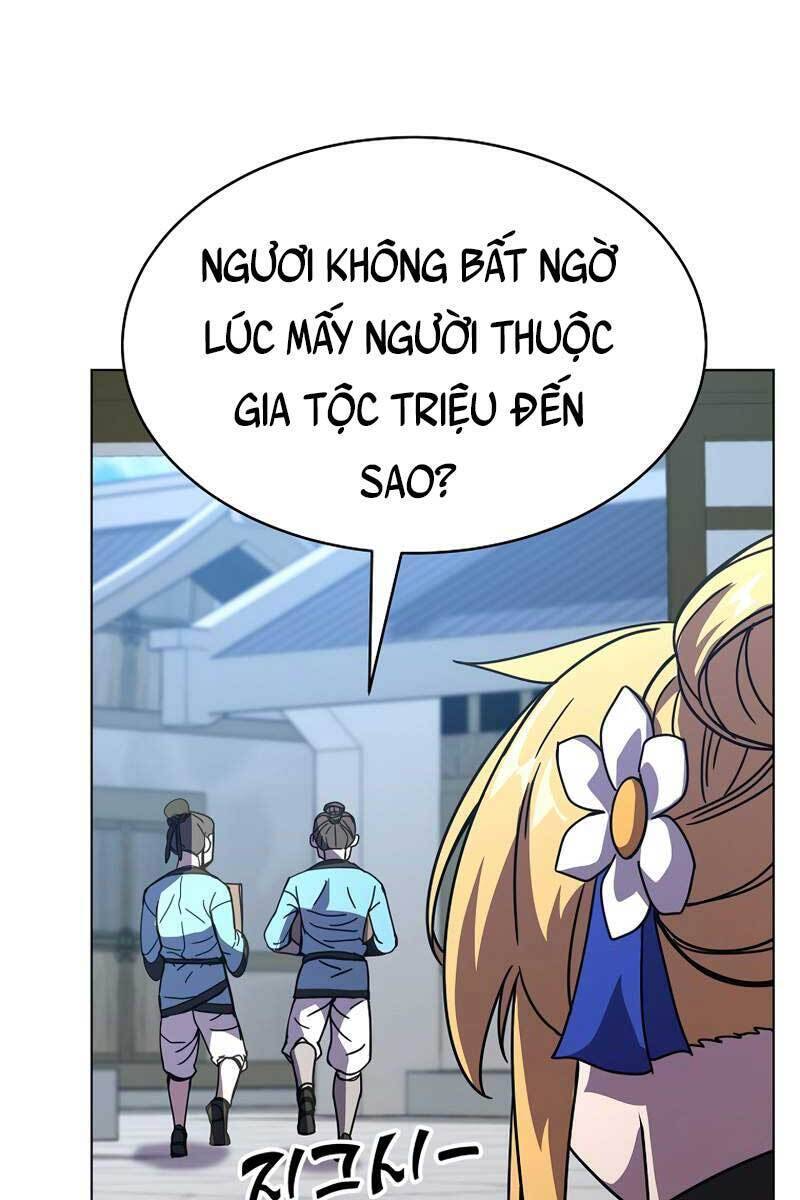 NGƯƠI KHÔNG BẤT NGỜ
LÚC MẤY NGƯỜI THUỘC
GIA TỘC TRIỆU ĐẾN
SAO?
지그시-